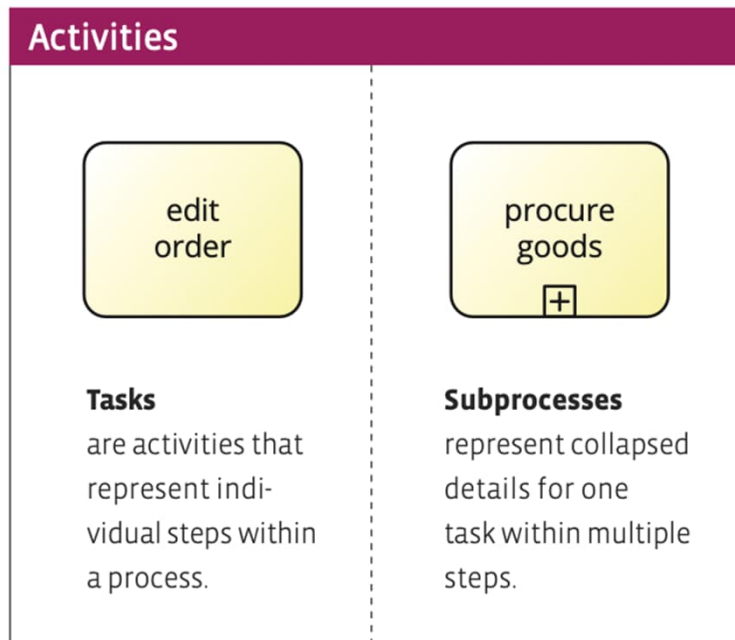 Activities
edit
order
Tasks
are activities that
represent indi-
vidual steps within
a process.
procure
goods
Subprocesses
represent collapsed
details for one
task within multiple
steps.